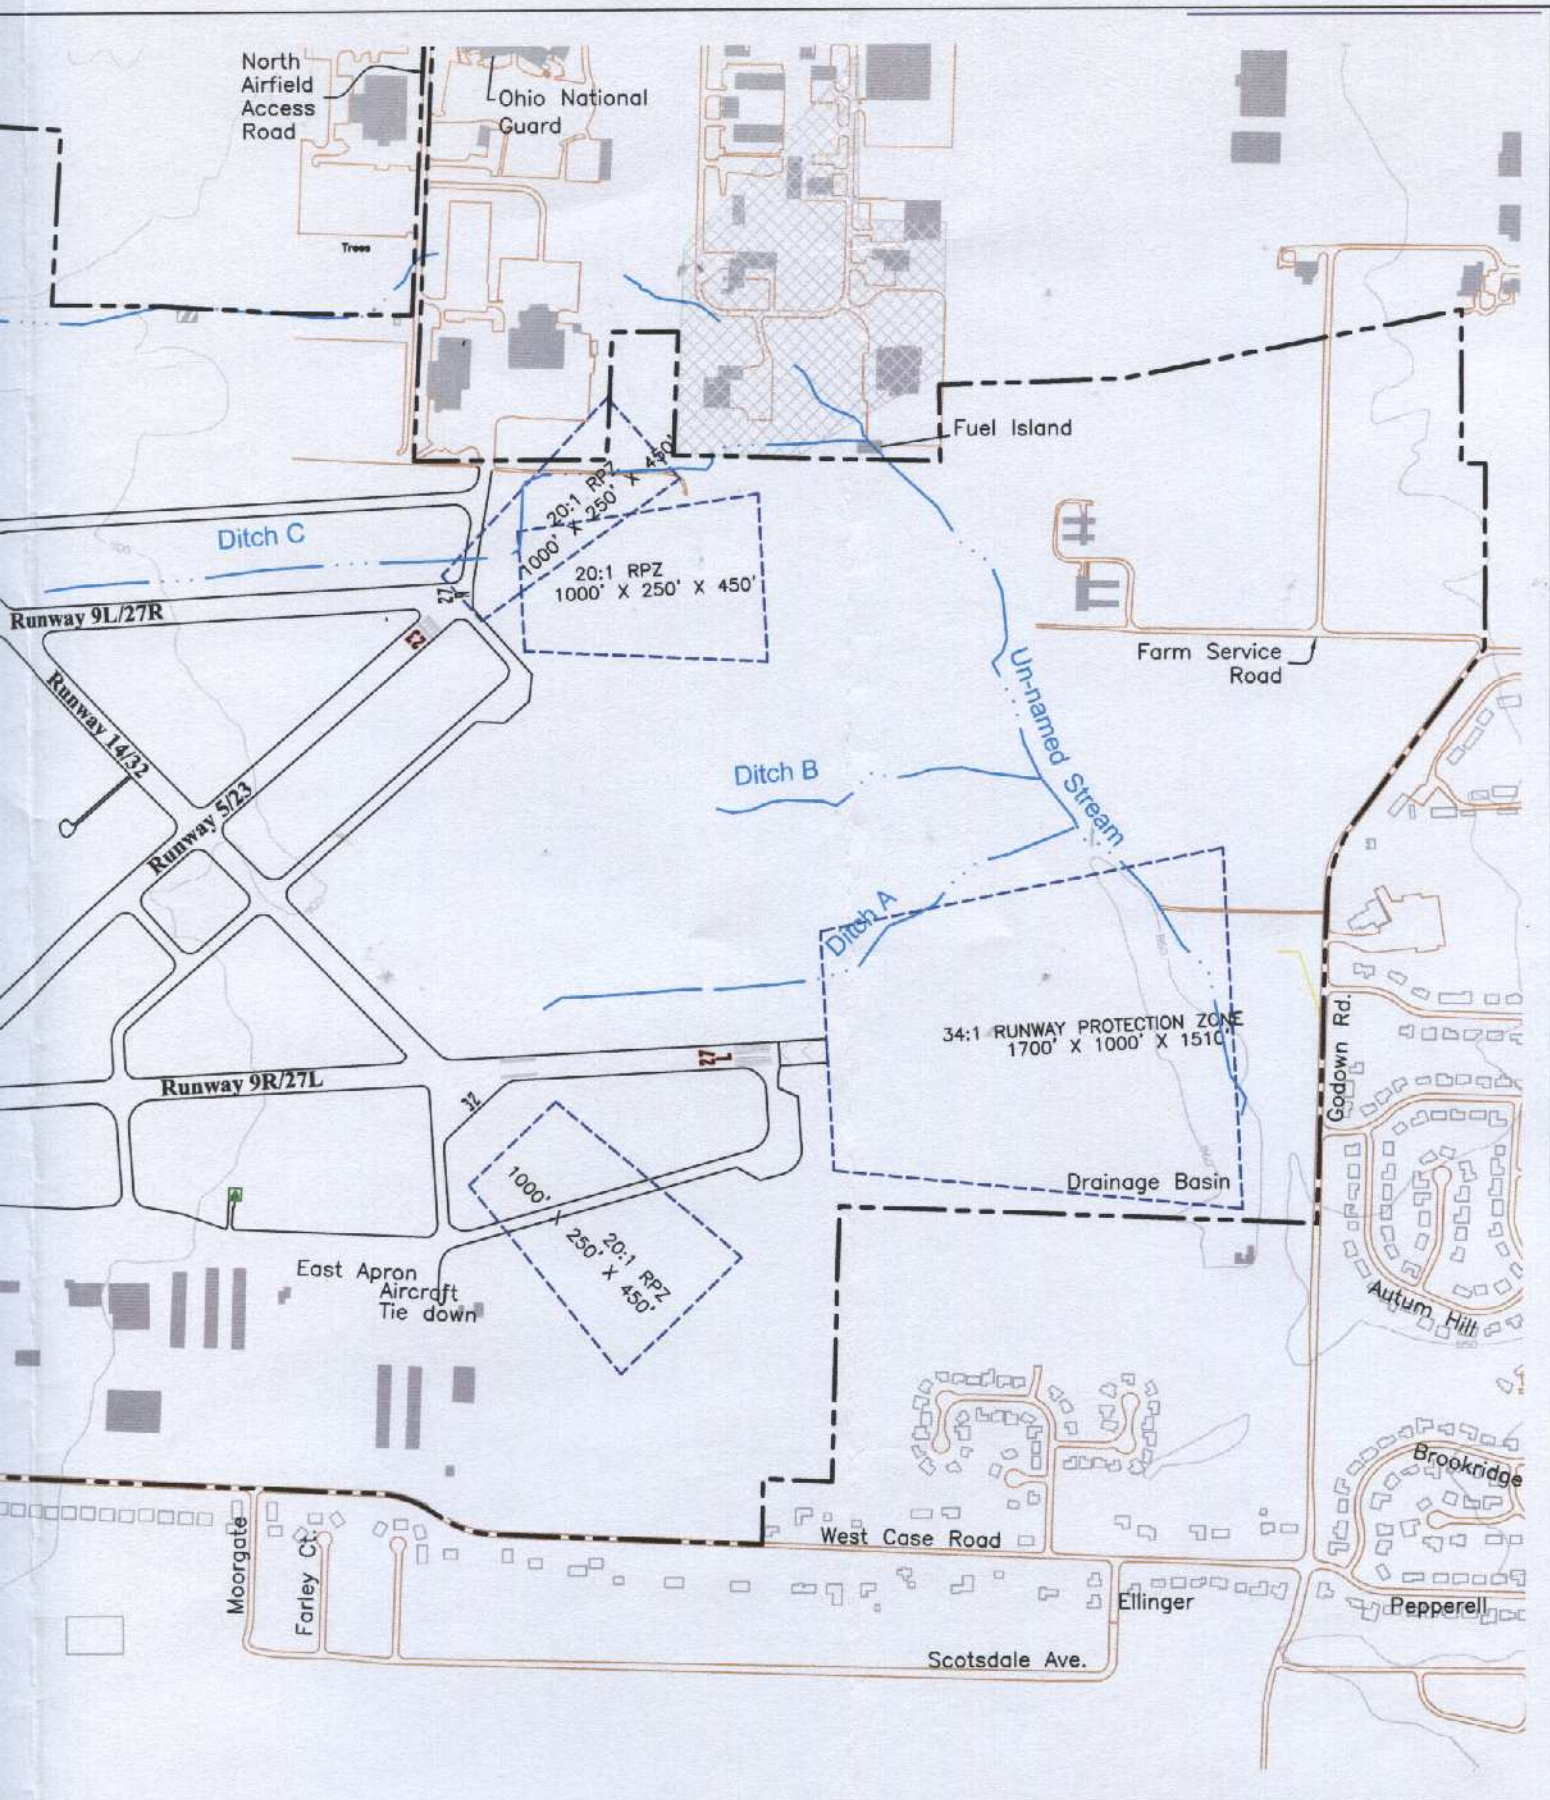 North
Airfield
Access
Road
Ohio National
Guard
Trees
Fuel Island
20:1 RPZ
1000' X 250' X 450'
Ditch C
20:1 RPZ
1000' X 250' X 450'
27
R
Runway 9L/27R
23
Farm Service
Road
Un-named Stream
Runway 14/32
Ditch B
Runway 5/23
Ditch A
860
34:1 RUNWAY PROTECTION ZONE
1700' X 1000' X 1510'
Godown Rd.
27
L
Runway 9R/27L
32
1000' X 250' X 450'
20:1 RPZ
Drainage Basin
East Apron
Aircraft
Tie down
Autum Hill
Brookridge
West Case Road
Moorgate
Farley Ct.
Ellinger
Pepperell
Scotsdale Ave.